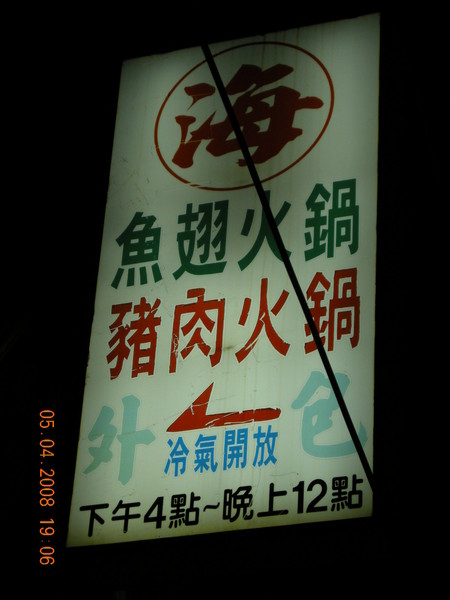 海
魚翅火鍋
豬肉火鍋
外包
冷氣開放
下午4點~晚上12點
05.04.2008 19:06